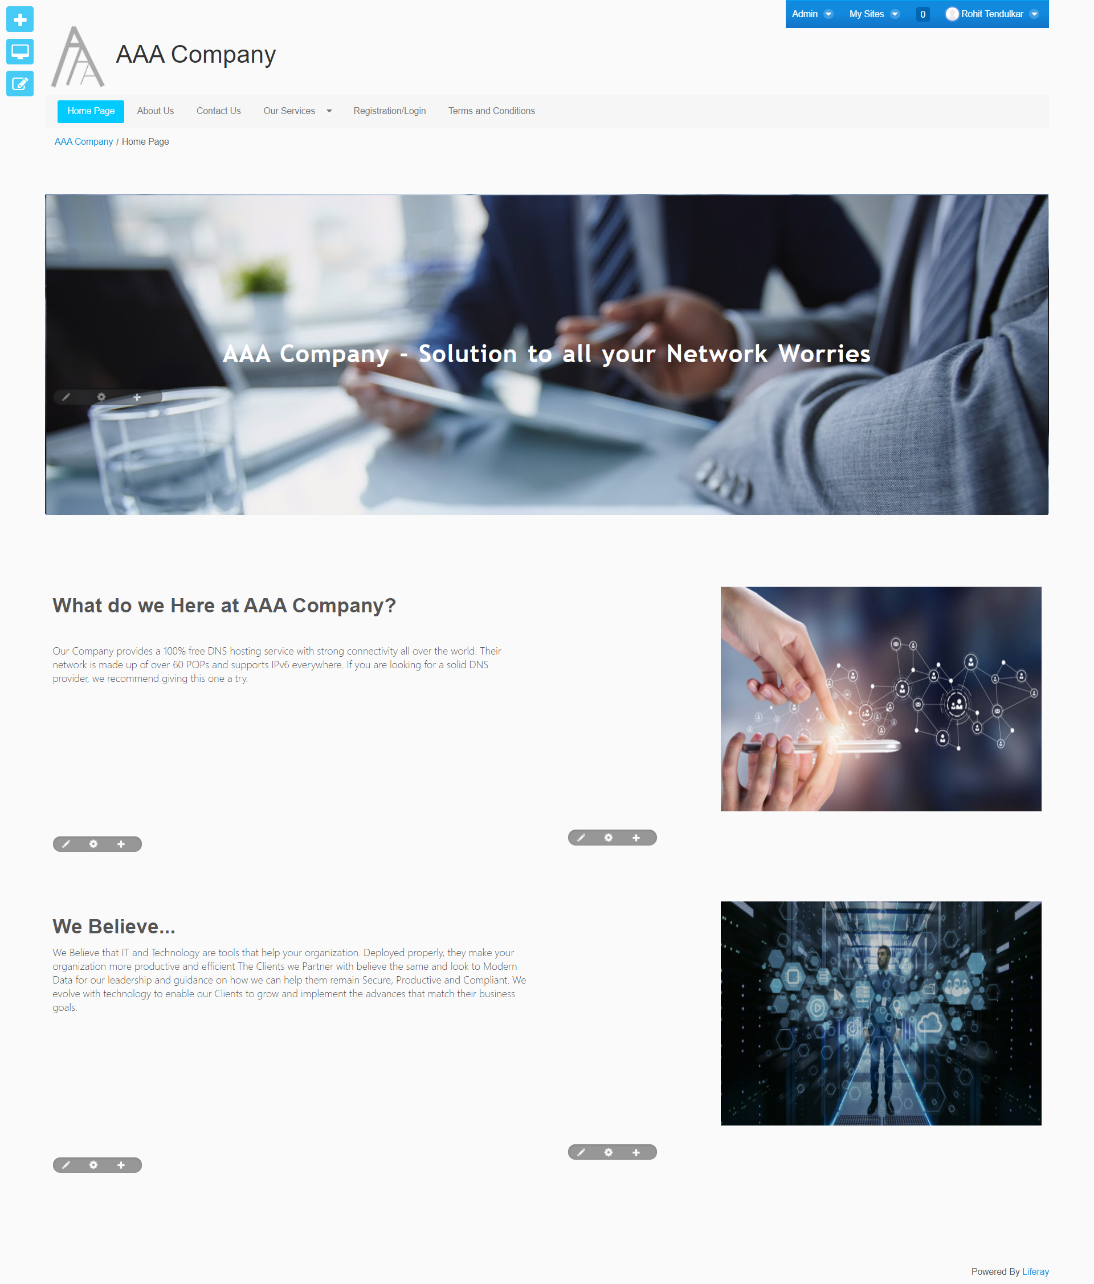 Admin My Sites 0 Rohit Tendulkar
AAA Company
Home Page About Us Contact Us Our Services Registration/Login Terms and Conditions
AAA Company / Home Page
AAA Company - Solution to all your Network Worries
What do we Here at AAA Company?
Our Company provides a 100% free DNS hosting service with strong connectivity all over the world. Their
network is made up of over 60 POPs and supports IPv6 everywhere. If you are looking for a solid DNS
provider, we recommend giving this one a try.
We Believe...
We Believe that IT and Technology are tools that help your organization. Deployed properly, they make your
organization more productive and efficient The Clients we Partner with believe the same and look to Modern
Data for our leadership and guidance on how we can help them remain Secure, Productive and Compliant. We
evolve with technology to enable our Clients to grow and implement the advances that match their business
goals.
Powered By Liferay